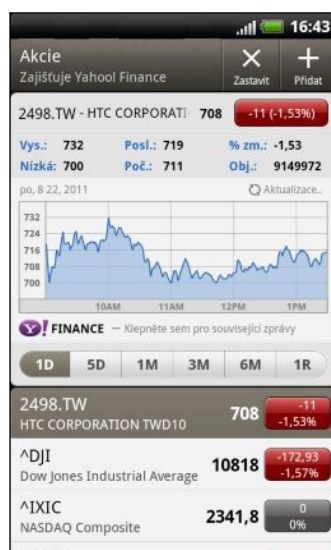 16:43
Akcie
Zajišťuje Yahoo! Finance
Zastavit
Přidat
2498.TW - HTC CORPORATI 708 -11 (-1,53%)
Vys.: 732 Posl.: 719 % zm.: -1,53
Nízká: 700 Poč.: 711 Obj.: 9149972
po, 8 22, 2011 Aktualizace..
732
724
716
708
700
10AM 11AM 12PM 1PM
Y! FINANCE – Klepněte sem pro související zprávy
1D 5D 1M 3M 6M 1R
2498.TW
HTC CORPORATION TWD10
708
-11
-1,53%
^DJI
Dow Jones Industrial Average
10818
-172,93
-1,57%
^IXIC
NASDAQ Composite
2341,8
0
0%